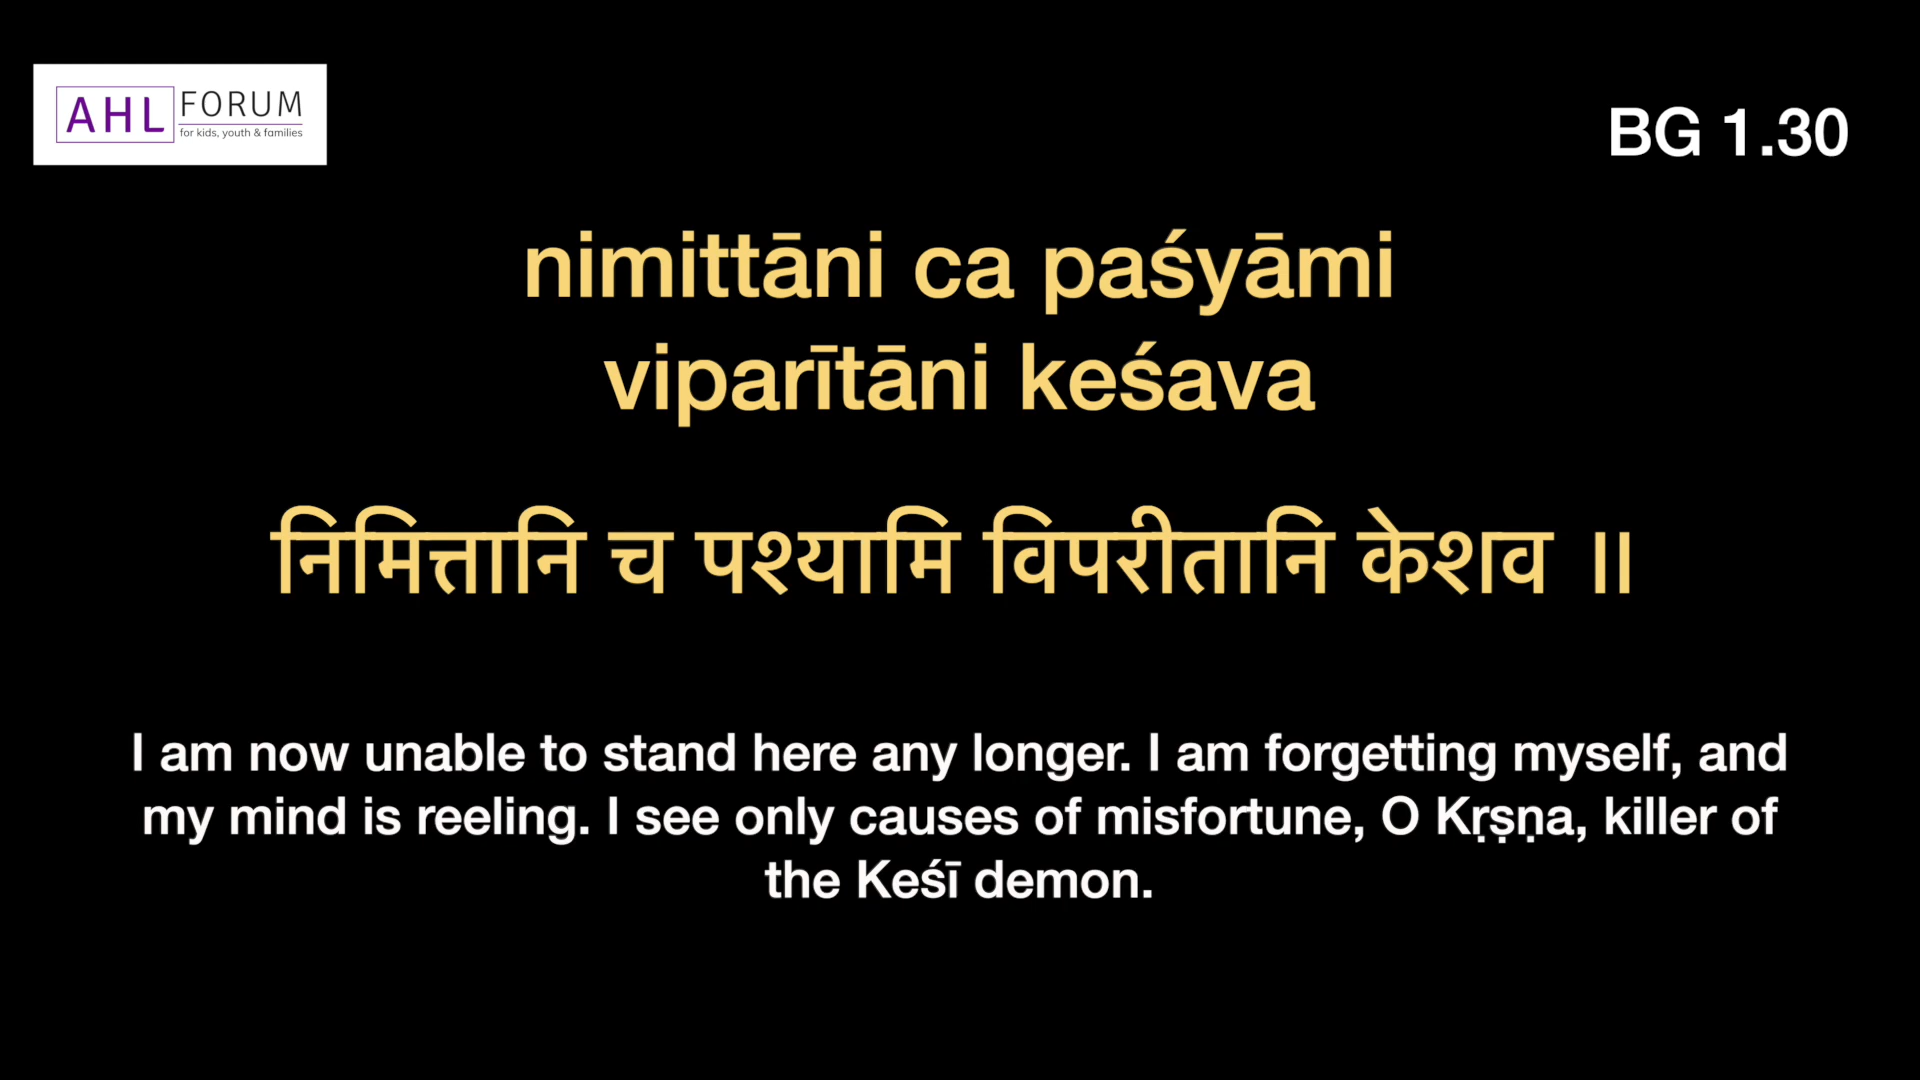 AHL FORUM
for kids, youth & families
BG 1.30
nimittāni ca paśyāmi
viparītāni keśava
निमित्तानि च पश्यामि विपरीतानि केशव ॥
I am now unable to stand here any longer. I am forgetting myself, and
my mind is reeling. I see only causes of misfortune, O Kṛṣṇa, killer of
the Keśī demon.